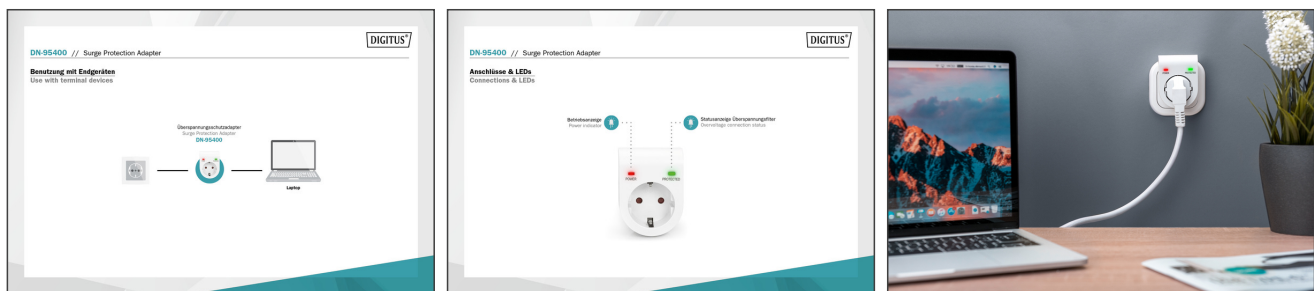 DIGITUS®
DN-95400 // Surge Protection Adapter
Benutzung mit Endgeräten
Use with terminal devices
Überspannungsschutzadapter
Surge Protection Adapter
DN-95400
Laptop
DIGITUS®
DN-95400 // Surge Protection Adapter
Anschlüsse & LEDs
Connections & LEDs
Betriebsanzeige
Power indicator
Statusanzeige Überspannungsfilter
Overvoltage connection status
POWER
PROTECTED